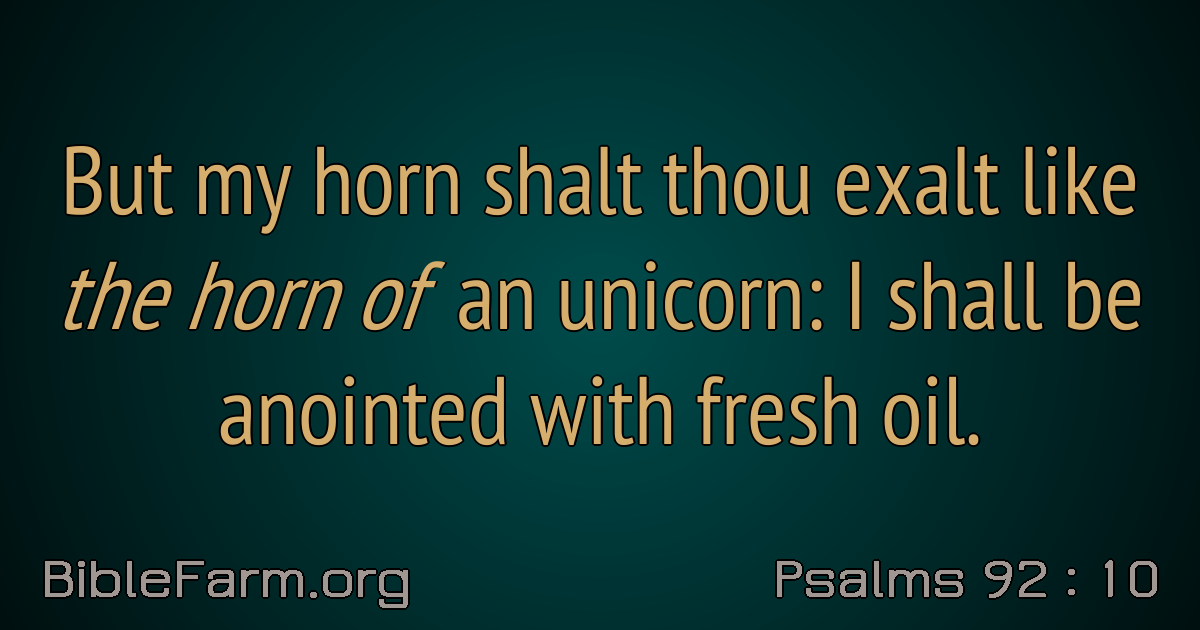 But my horn shalt thou exalt like
the horn of an unicorn: I shall be
anointed with fresh oil.
BibleFarm.org
Psalms 92 : 10